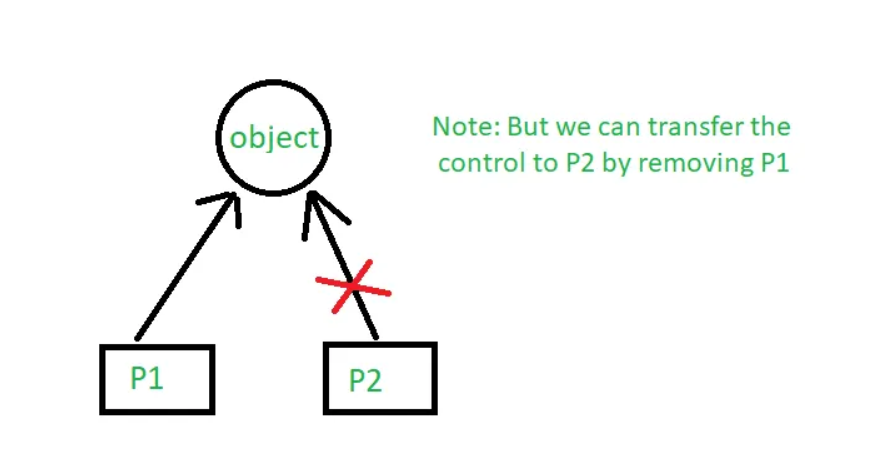 object
Note: But we can transfer the
control to P2 by removing P1
P1
P2